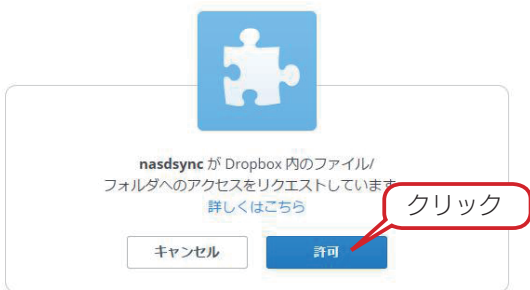 nasdsync が Dropbox 内のファイル/
フォルダへのアクセスをリクエストしています
詳しくはこちら
クリック
キャンセル
許可